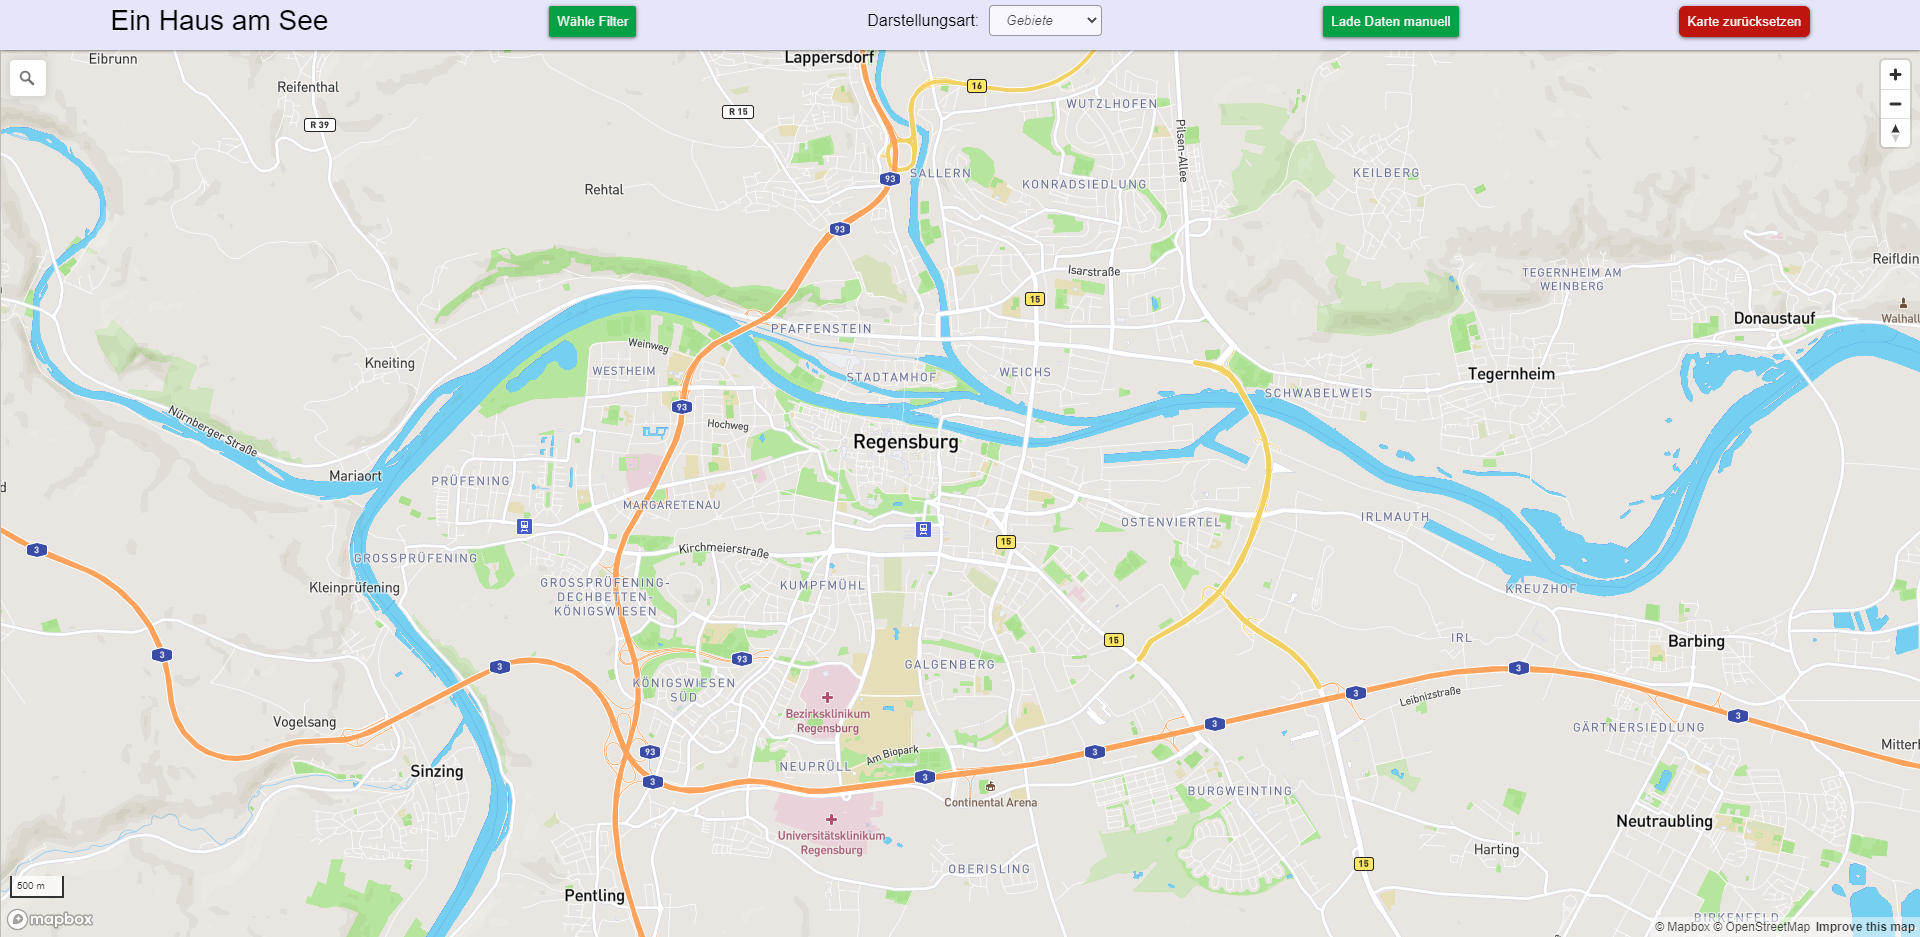 Ein Haus am See
Wähle Filter
Darstellungsart:
Gebiete
Lade Daten manuell
Karte zurücksetzen
Eibrunn
Lappersdorf
Reifenthal
16
R 39
R 15
WUTZLHOFEN
Pilsen-Allee
93
SALLERN
KONRADSIEDLUNG
KEILBERG
Rehtal
93
Isarstraße
TEGERNHEIM AM
WEINBERG
Reifldin
15
Walhall
Donaustauf
PFAFFENSTEIN
Weinweg
Kneiting
WESTHEIM
STADTAMHOF
WEICHS
Tegernheim
SCHWABELWEIS
93
Nürnberger Straße
Hochweg
Regensburg
Mariaort
PRÜFENING
d
MARGARETENAU
OSTENVIERTEL
IRLMAUTH
3
15
Kirchmeierstraße
GROSSPRÜFENING
Kleinprüfening
GROSSPRÜFENING-
DECHBETTEN-
KÖNIGSWIESEN
KUMPFMÜHL
KREUZHOF
15
IRL
Barbing
3
3
93
GALGENBERG
3
KÖNIGSWIESEN
SÜD
3
Leibnizstraße
Bezirksklinikum
Regensburg
Vogelsang
3
3
GÄRTNERSIEDLUNG
Mitterh
93
Am Biopark
3
NEUPRÜLL
Sinzing
3
3
BURGWEINTING
Continental Arena
Neutraubling
Universitätsklinikum
Regensburg
Harting
15
OBERISLING
500 m
Pentling
BIRKENFELD
mapbox
© Mapbox © OpenStreetMap Improve this map